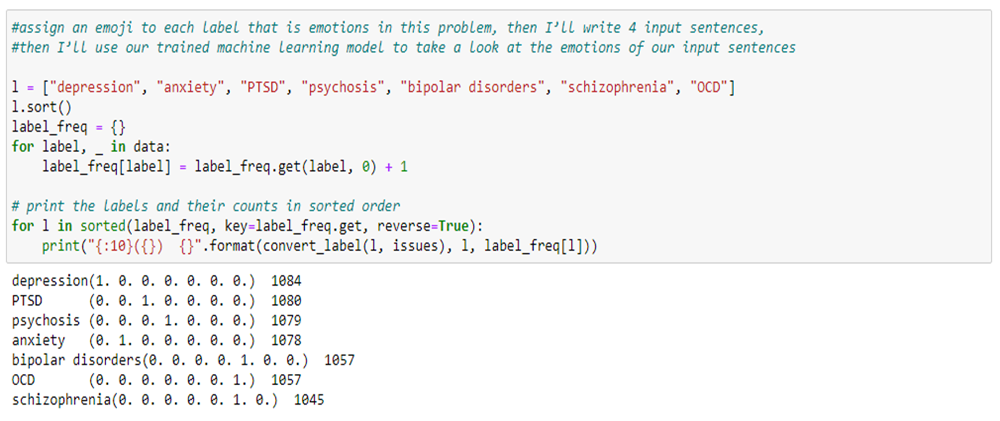 #assign an emoji to each label that is emotions in this problem, then I’ll write 4 input sentences,
#then I’ll use our trained machine learning model to take a look at the emotions of our input sentences
l = ["depression", "anxiety", "PTSD", "psychosis", "bipolar disorders", "schizophrenia", "OCD"]
l.sort()
label_freq = {}
for label, _ in data:
    label_freq[label] = label_freq.get(label, 0) + 1
# print the labels and their counts in sorted order
for l in sorted(label_freq, key=label_freq.get, reverse=True):
    print("{:10}({})  {}".format(convert_label(l, issues), l, label_freq[l]))
depression(1. 0. 0. 0. 0. 0. 0.)  1084
PTSD      (0. 0. 1. 0. 0. 0. 0.)  1080
psychosis (0. 0. 0. 1. 0. 0. 0.)  1079
anxiety   (0. 1. 0. 0. 0. 0. 0.)  1078
bipolar disorders(0. 0. 0. 0. 1. 0. 0.)  1057
OCD       (0. 0. 0. 0. 0. 0. 1.)  1057
schizophrenia(0. 0. 0. 0. 0. 1. 0.)  1045